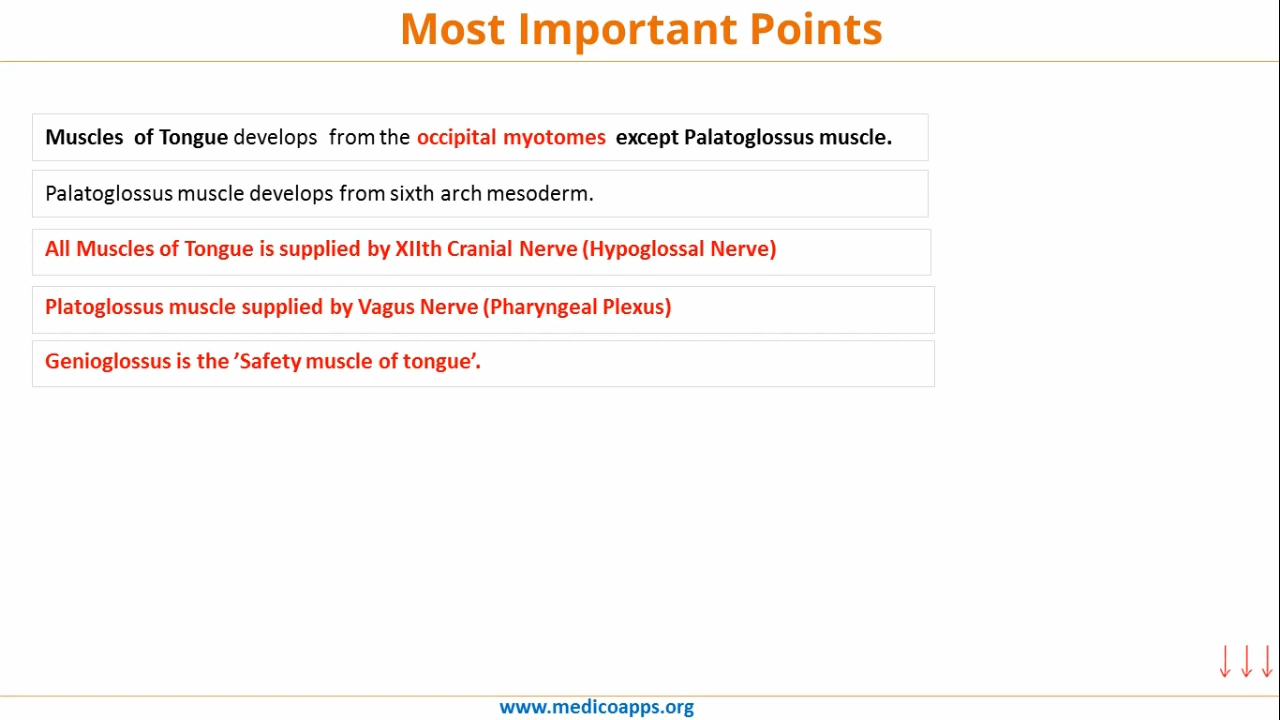 Most Important Points
Muscles of Tongue develops from the occipital myotomes except Palatoglossus muscle.
Palatoglossus muscle develops from sixth arch mesoderm.
All Muscles of Tongue is supplied by XIIth Cranial Nerve (Hypoglossal Nerve)
Platoglossus muscle supplied by Vagus Nerve (Pharyngeal Plexus)
Genioglossus is the ’Safety muscle of tongue’.
www.medicoapps.org